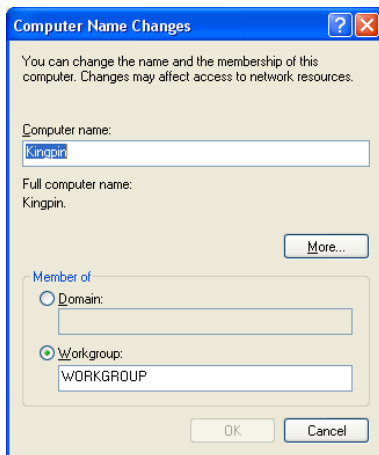 Computer Name Changes
You can change the name and the membership of this
computer. Changes may affect access to network resources.
Computer name:
Kingpin
Full computer name:
Kingpin.
More...
Member of
Domain:
Workgroup:
WORKGROUP
OK Cancel